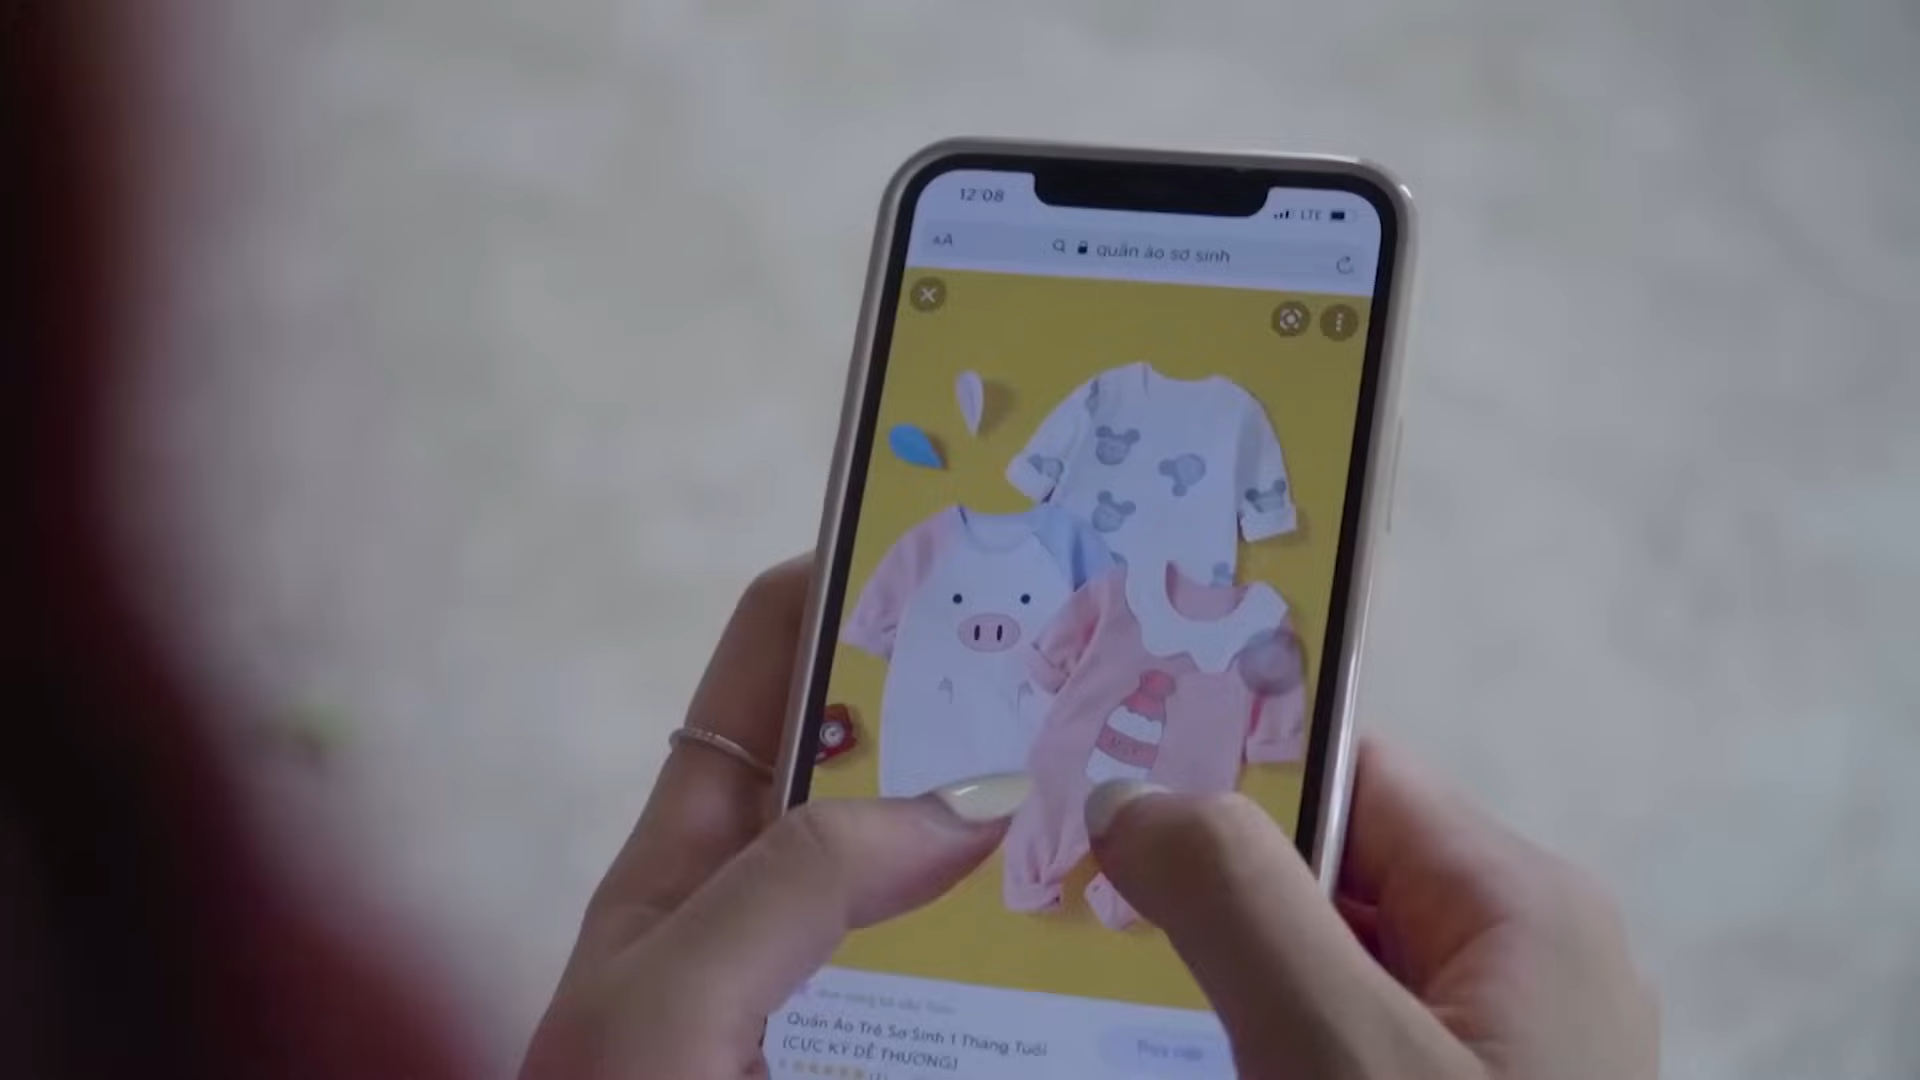 12:08
LTE
AA
quần áo sơ sinh
MILK
Quần Áo Trẻ Sơ Sinh 1 Tháng Tuổi
(CỰC KỲ DỄ THƯƠNG)